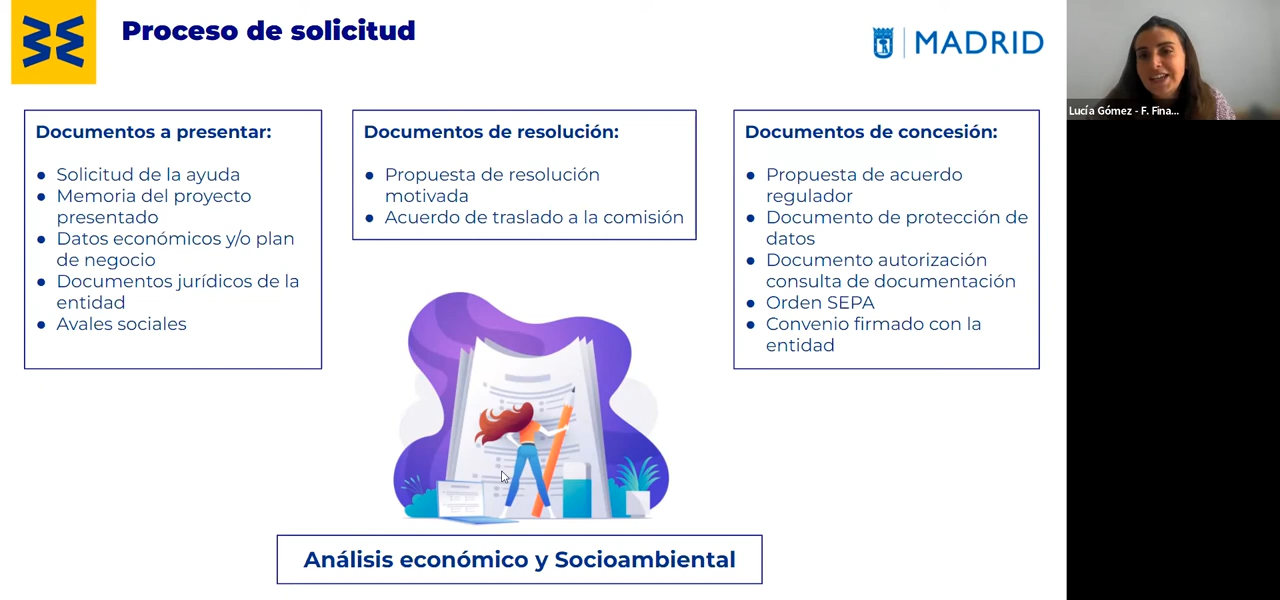 Proceso de solicitud
MADRID
Lucía Gómez - F. Fina...
Documentos a presentar:
● Solicitud de la ayuda
● Memoria del proyecto
presentado
● Datos económicos y/o plan
de negocio
● Documentos jurídicos de la
entidad
● Avales sociales
Documentos de resolución:
● Propuesta de resolución
motivada
● Acuerdo de traslado a la comisión
Documentos de concesión:
● Propuesta de acuerdo
regulador
● Documento de protección de
datos
● Documento autorización
consulta de documentación
● Orden SEPA
● Convenio firmado con la
entidad
Análisis económico y Socioambiental